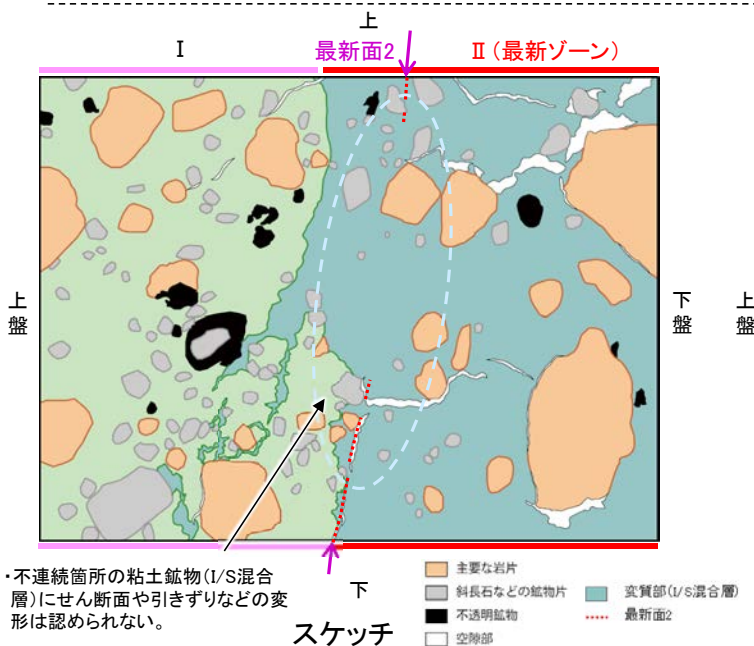 上
Ⅰ
最新面2
Ⅱ(最新ゾーン)
上盤
下盤
上盤
・不連続箇所の粘土鉱物(I/S混合
層)にせん断面や引きずりなどの変
形は認められない。
下
スケッチ
主要な岩片
斜長石などの鉱物片
不透明鉱物
空隙部
変質部(I/S混合層)
最新面2